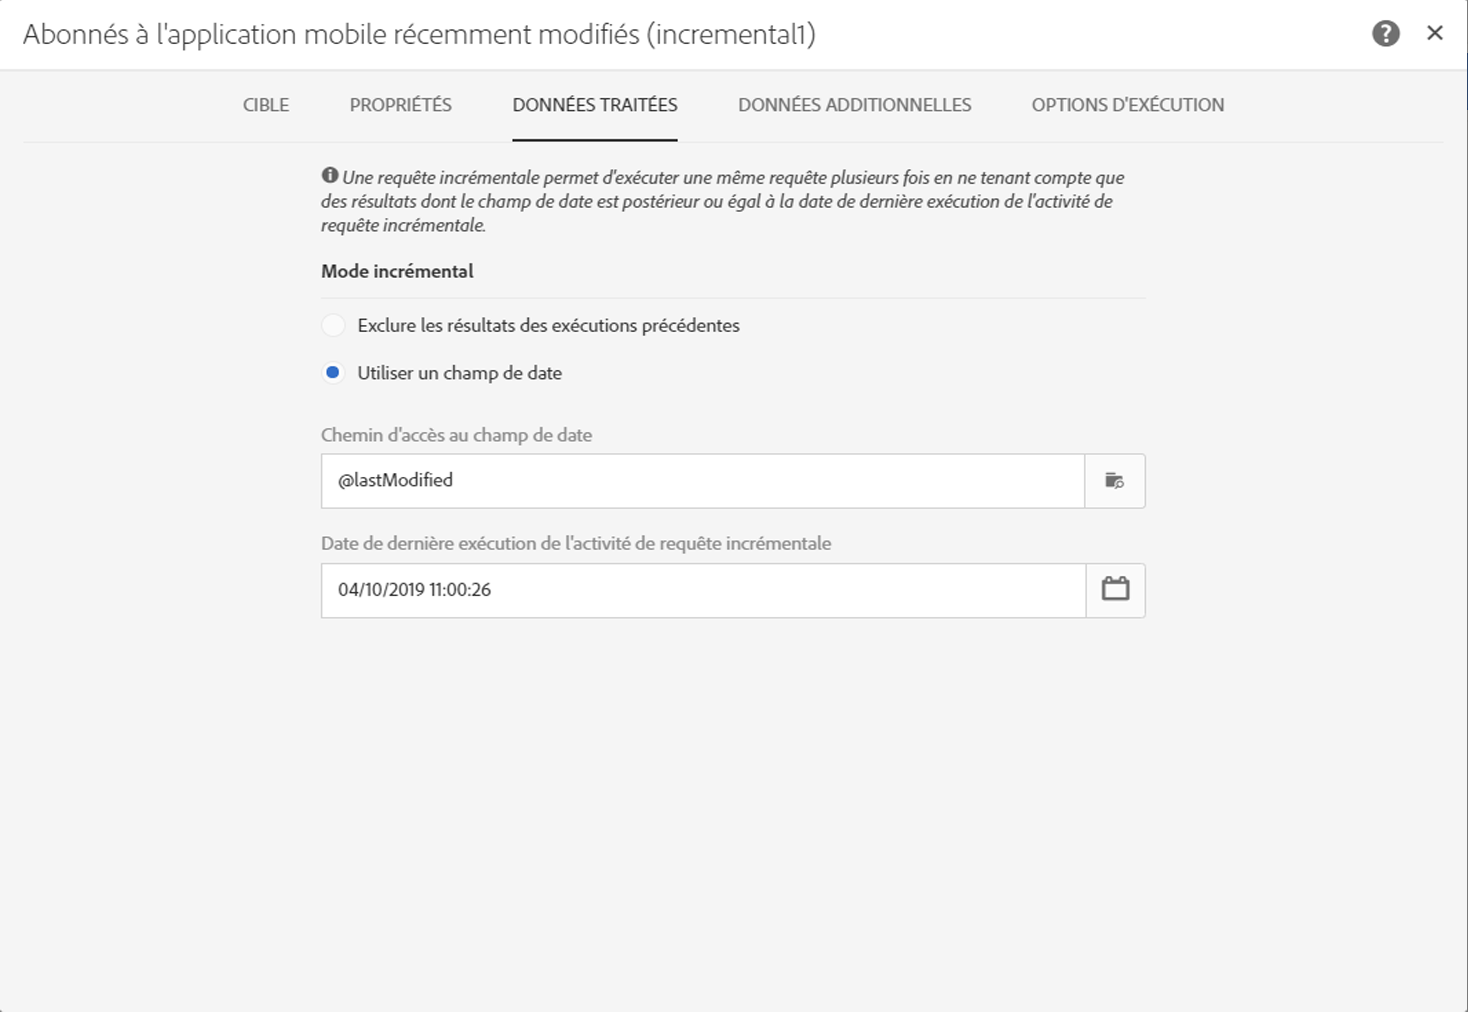 Abonnés à l'application mobile récemment modifiés (incremental1)
CIBLE PROPRIÉTÉS DONNÉES TRAITÉES DONNÉES ADDITIONNELLES OPTIONS D'EXÉCUTION
Une requête incrémentale permet d'exécuter une même requête plusieurs fois en ne tenant compte que
des résultats dont le champ de date est postérieur ou égal à la date de dernière exécution de l'activité de
requête incrémentale.
Mode incrémental
Exclure les résultats des exécutions précédentes
Utiliser un champ de date
Chemin d'accès au champ de date
@lastModified
Date de dernière exécution de l'activité de requête incrémentale
04/10/2019 11:00:26